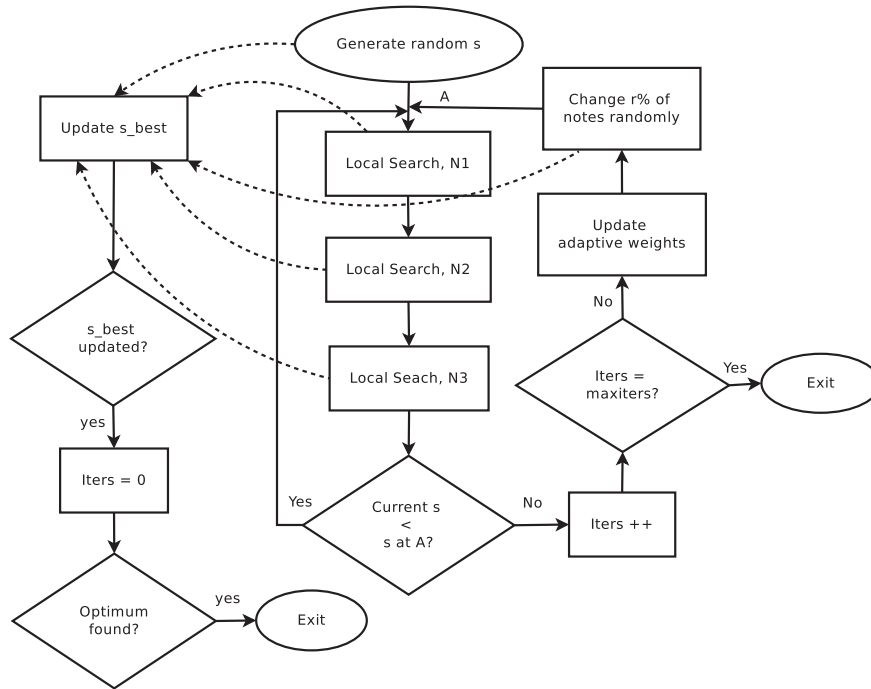 Generate random s
A
Change r% of
notes randomly
Update s_best
Local Search, N1
Update
adaptive weights
Local Search, N2
No
s_best
updated?
Local Seach, N3
Iters =
maxiters?
Yes
Exit
yes
Iters = 0
Yes
Current s
<
s at A?
No
Iters ++
Optimum
found?
yes
Exit